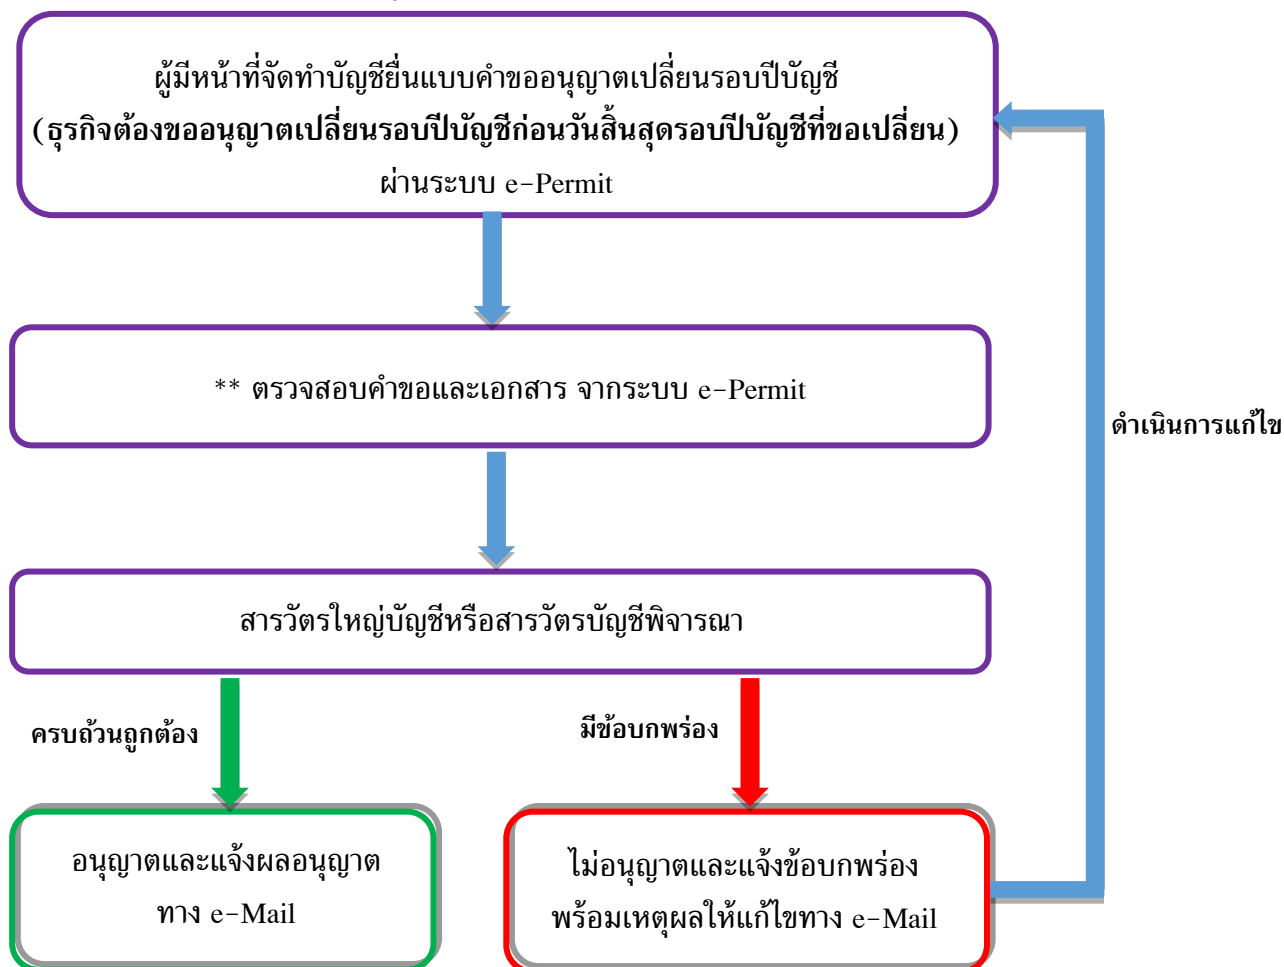 ผู้มีหน้าที่จัดทำบัญชียื่นแบบคำขออนุญาตเปลี่ยนรอบปีบัญชี
(ธุรกิจต้องขออนุญาตเปลี่ยนรอบปีบัญชีก่อนวันสิ้นสุดรอบปีบัญชีที่ขอเปลี่ยน)
ผ่านระบบ e-Permit
** ตรวจสอบคำขอและเอกสาร จากระบบ e-Permit
ดำเนินการแก้ไข
สารวัตรใหญ่บัญชีหรือสารวัตรบัญชีพิจารณา
ครบถ้วนถูกต้อง
มีข้อบกพร่อง
อนุญาตและแจ้งผลอนุญาต
ทาง e-Mail
ไม่อนุญาตและแจ้งข้อบกพร่อง
พร้อมเหตุผลให้แก้ไขทาง e-Mail